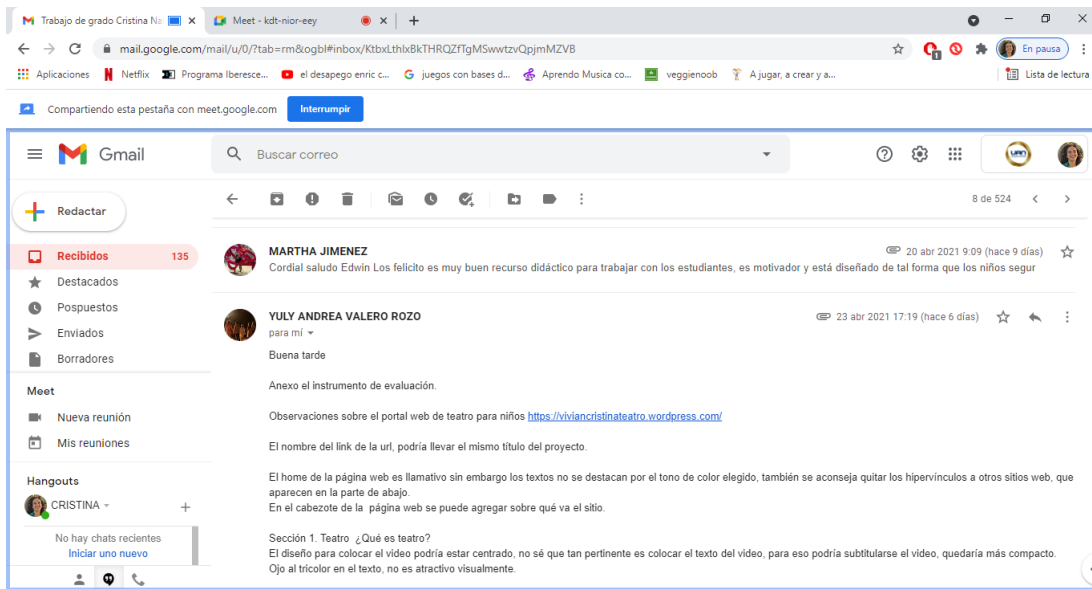 Trabajo de grado Cristina Na
Meet - kdt-nior-eey
mail.google.com/mail/u/0/?tab=rm&ogbl#inbox/KtbxLthlxBkTHRQZfTgMSwwtzvQpjmMZVB
En pausa
Aplicaciones Netflix Programa Iberesce... el desapego enric c... juegos con bases d... Aprendo Musica co... veggienoob A jugar, a crear y a... Lista de lectura
Compartiendo esta pestaña con meet.google.com Interrumpir
Gmail
Buscar correo
UAN
Redactar
8 de 524
Recibidos 135
Destacados
Pospuestos
Enviados
Borradores
Meet
Nueva reunión
Mis reuniones
Hangouts
CRISTINA
No hay chats recientes
Iniciar uno nuevo
MARTHA JIMENEZ 20 abr 2021 9:09 (hace 9 días)
Cordial saludo Edwin Los felicito es muy buen recurso didáctico para trabajar con los estudiantes, es motivador y está diseñado de tal forma que los niños segur
YULY ANDREA VALERO ROZO 23 abr 2021 17:19 (hace 6 días)
para mí
Buena tarde
Anexo el instrumento de evaluación.
Observaciones sobre el portal web de teatro para niños https://viviancristinateatro.wordpress.com/
El nombre del link de la url, podría llevar el mismo título del proyecto.
El home de la página web es llamativo sin embargo los textos no se destacan por el tono de color elegido, también se aconseja quitar los hipervínculos a otros sitios web, que
aparecen en la parte de abajo.
En el cabezote de la página web se puede agregar sobre qué va el sitio.
Sección 1. Teatro ¿Qué es teatro?
El diseño para colocar el video podría estar centrado, no sé que tan pertinente es colocar el texto del video, para eso podría subtitularse el video, quedaría más compacto.
Ojo al tricolor en el texto, no es atractivo visualmente.